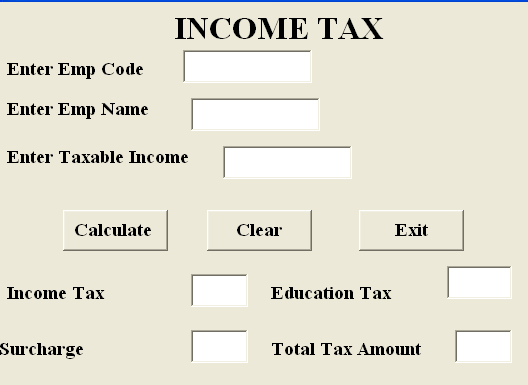 INCOME TAX
Enter Emp Code
Enter Emp Name
Enter Taxable Income
Calculate Clear Exit
Income Tax Education Tax
Surcharge Total Tax Amount